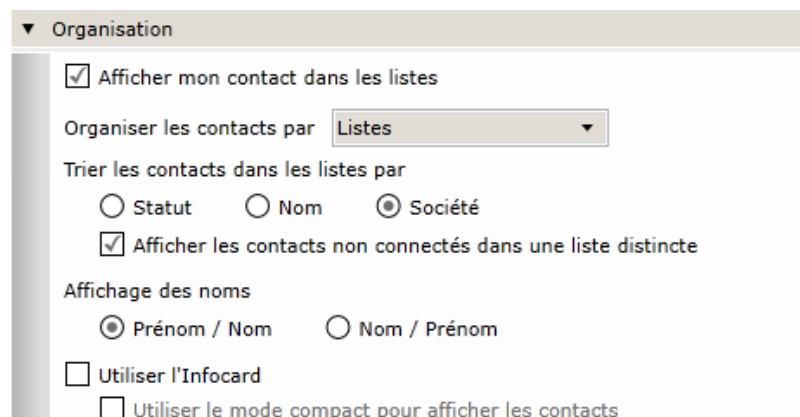 Organisation
Afficher mon contact dans les listes
Organiser les contacts par Listes
Trier les contacts dans les listes par
Statut Nom Société
Afficher les contacts non connectés dans une liste distincte
Affichage des noms
Prénom / Nom Nom / Prénom
Utiliser l'Infocard
Utiliser le mode compact pour afficher les contacts